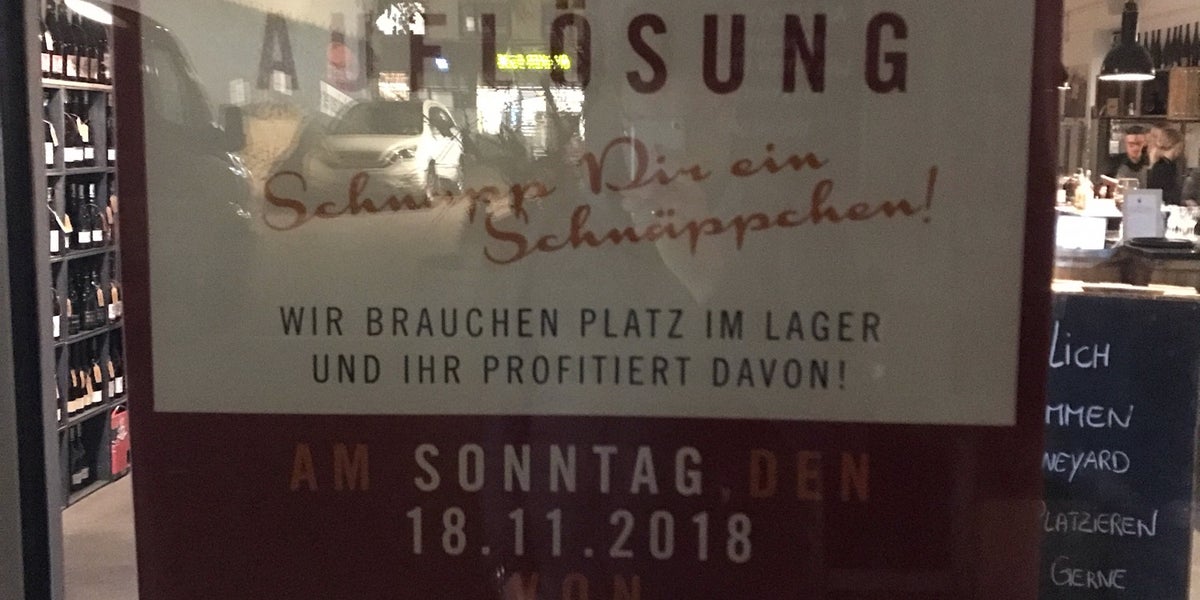 AUFLÖSUNG
Schnapp Dir ein
Schnäppchen!
WIR BRAUCHEN PLATZ IM LAGER
UND IHR PROFITIERT DAVON!
AM SONNTAG, DEN
18.11.2018
VON
LICH
MMEN
NEYARD
PLATZIEREN
GERNE